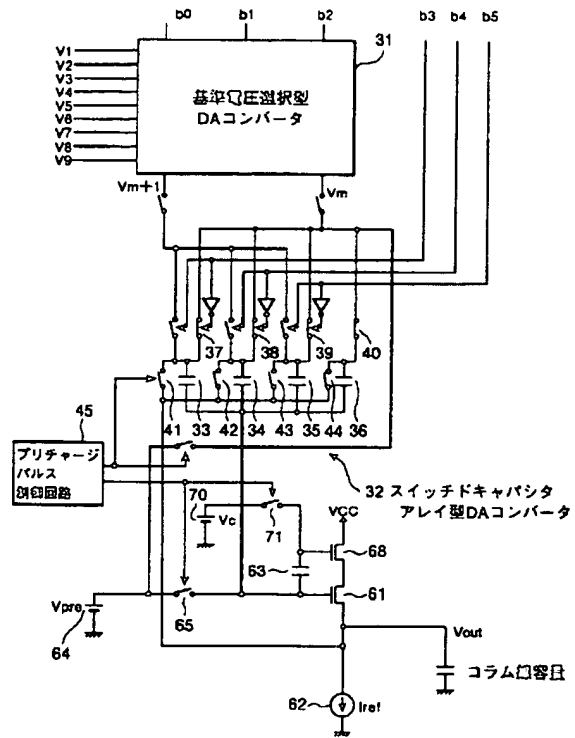 b0 b1 b2 b3 b4 b5
31
V1
V2
V3
V4
V5
V6
V7
V8
V9
基準電圧選択型
DAコンバータ
Vm+1
Vm
37 38 39 40
41 33 42 34 43 35 44 36
45
プリチャージ
パルス
制御回路
32 スイッチドキャパシタ
アレイ型DAコンバータ
70
Vc
71
VCC
68
63
61
Vpre
64
65
Vout
コラム線容量
62
Iref